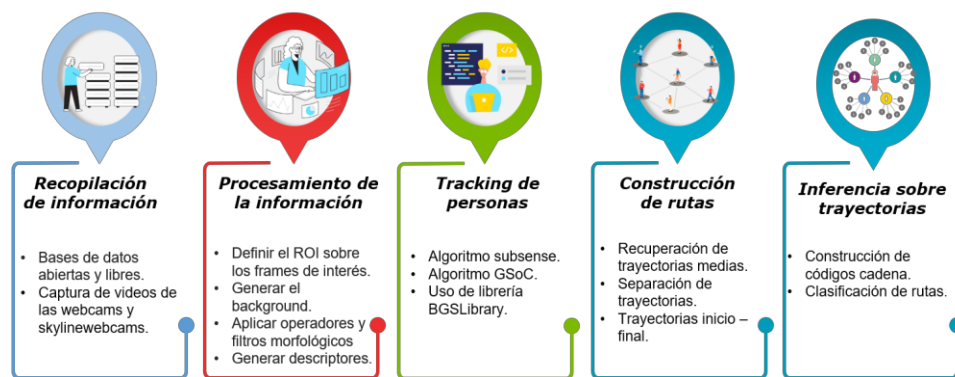 Recopilación
de información
• Bases de datos
abiertas y libres.
• Captura de videos de
las webcams y
skylinewebcams.
Procesamiento de
la información
• Definir el ROI sobre
los frames de interés.
• Generar el
background.
• Aplicar operadores y
filtros morfológicos
• Generar descriptores.
Tracking de
personas
• Algoritmo subsense.
• Algoritmo GSoC.
• Uso de librería
BGSLibrary.
Construcción
de rutas
• Recuperación de
trayectorias medias.
• Separación de
trayectorias.
• Trayectorias inicio –
final.
Inferencia sobre
trayectorias
• Construcción de
códigos cadena.
• Clasificación de rutas.